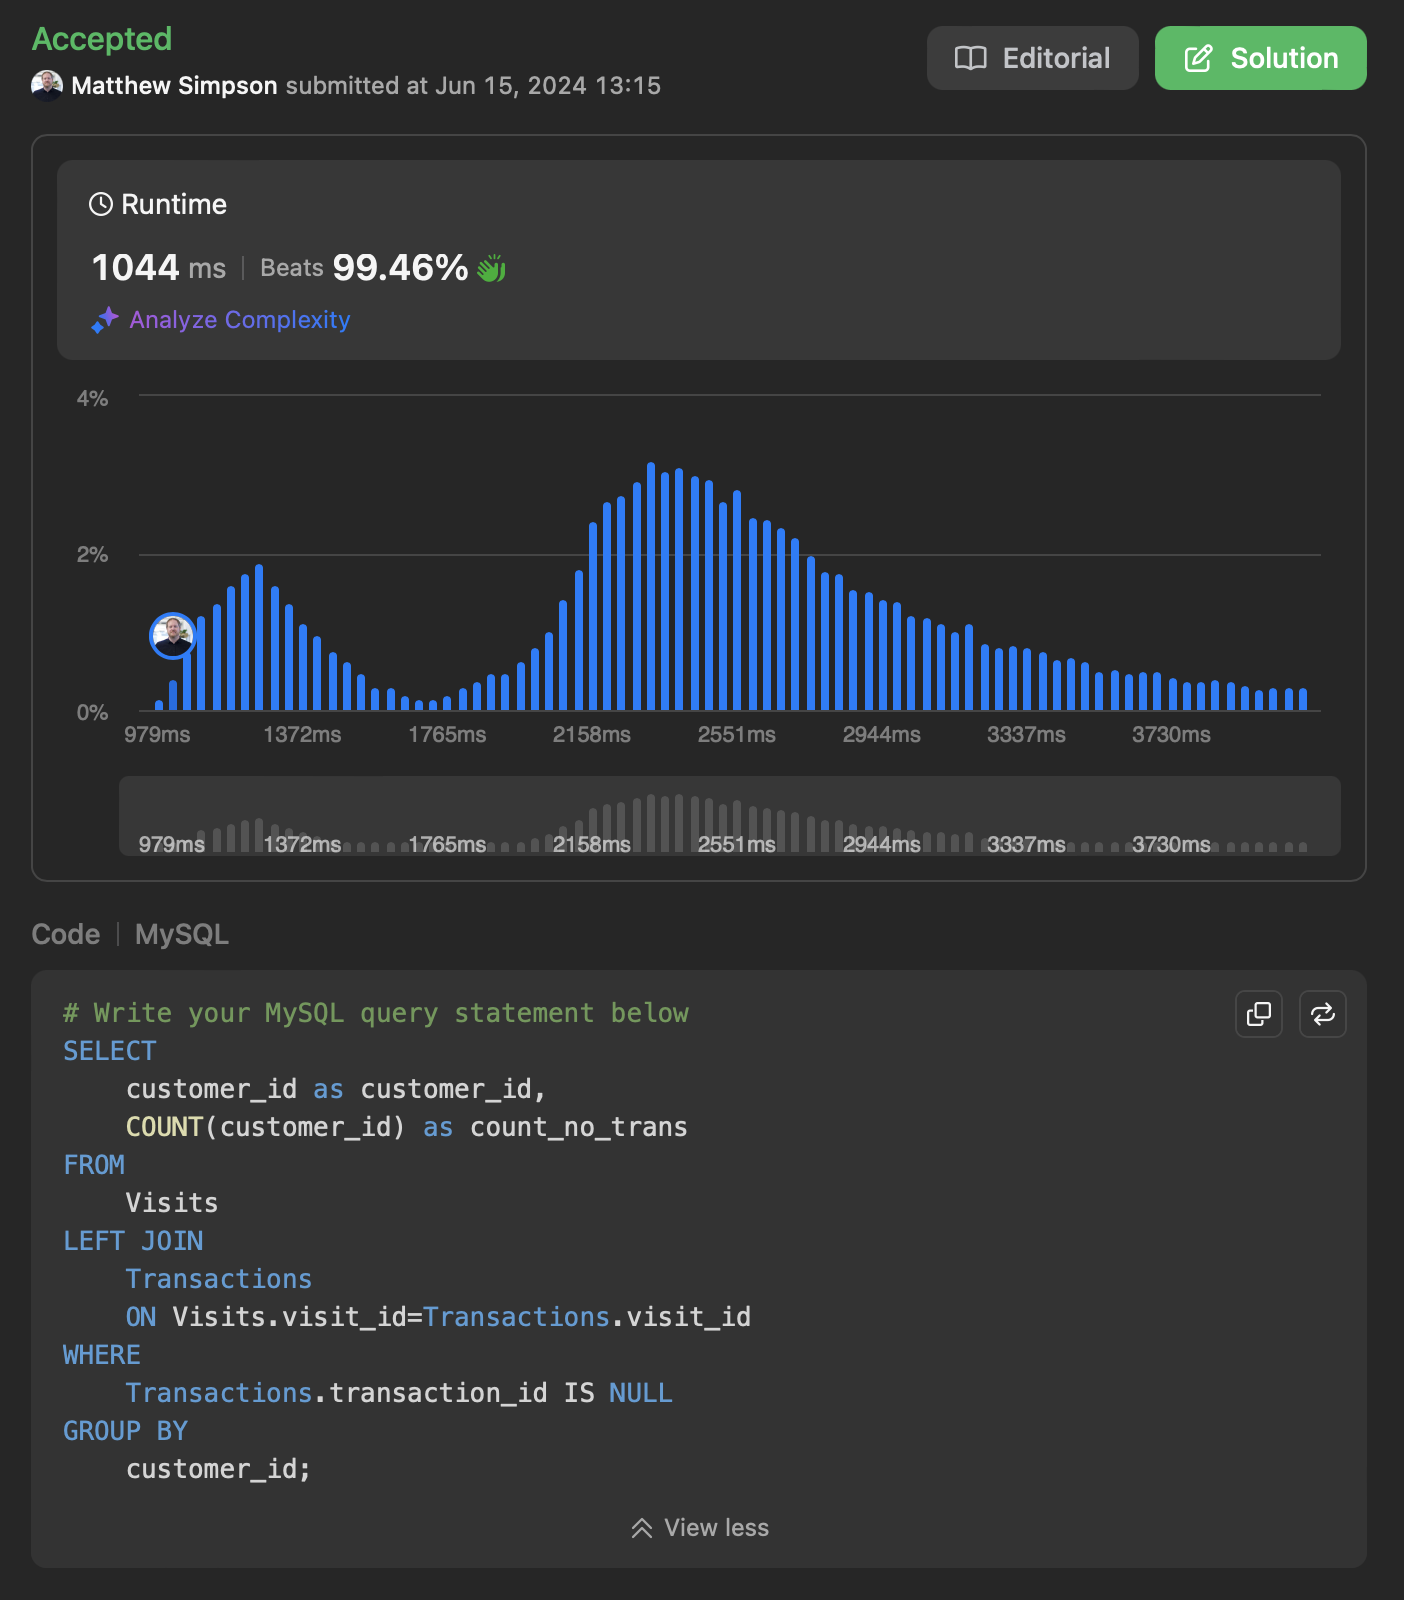 Accepted
Editorial
Solution
Matthew Simpson submitted at Jun 15, 2024 13:15
Runtime
1044 ms | Beats 99.46%
Analyze Complexity
4%
2%
0%
979ms 1372ms 1765ms 2158ms 2551ms 2944ms 3337ms 3730ms
979ms 1372ms 1765ms 2158ms 2551ms 2944ms 3337ms 3730ms
Code | MySQL
# Write your MySQL query statement below
SELECT
    customer_id as customer_id,
    COUNT(customer_id) as count_no_trans
FROM
    Visits
LEFT JOIN
    Transactions
    ON Visits.visit_id=Transactions.visit_id
WHERE
    Transactions.transaction_id IS NULL
GROUP BY
    customer_id;
View less